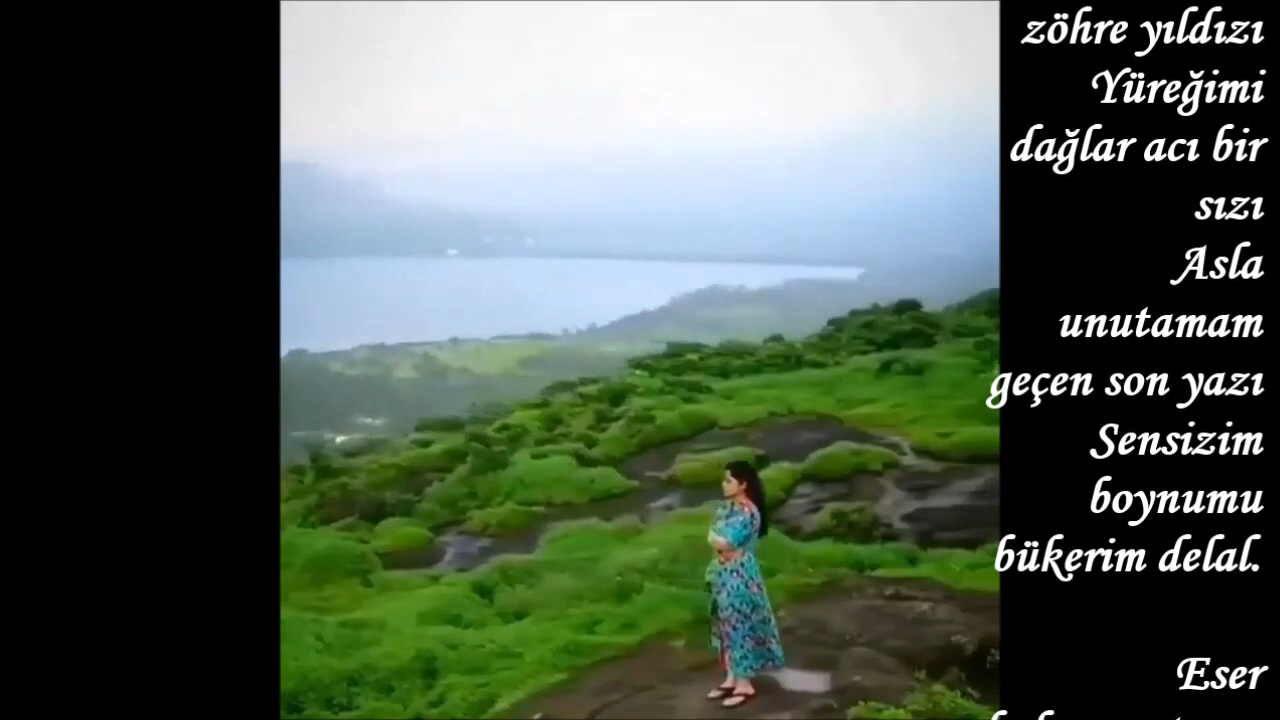 zöhre yıldızı
Yüreğimi
dağlar acı bir
sızı
Asla
unutamam
geçen son yazı
Sensizim
boynumu
bükerim delal.
Eser